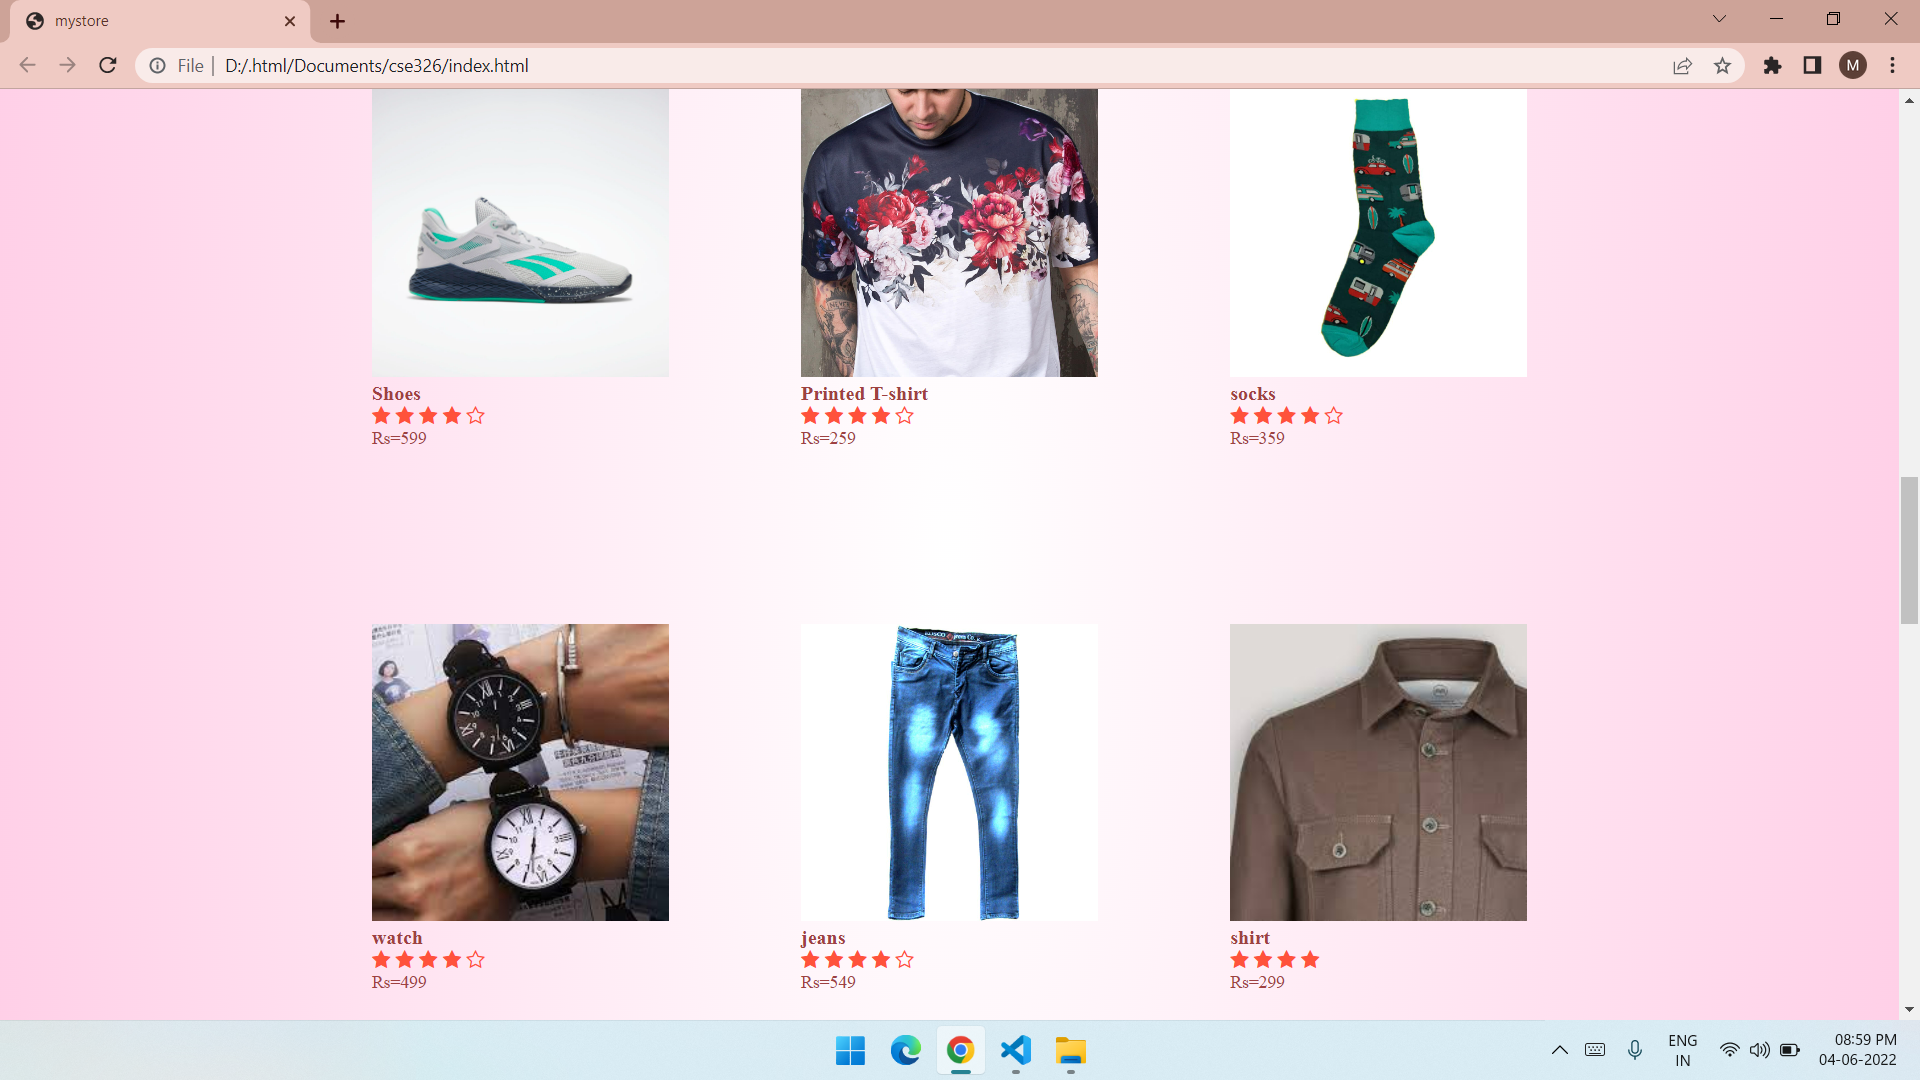 mystore
File
D:/.html/Documents/cse326/index.html
M
Shoes
Rs=599
Printed T-shirt
Rs=259
socks
Rs=359
watch
Rs=499
jeans
Rs=549
shirt
Rs=299
ENG
IN
08:59 PM
04-06-2022